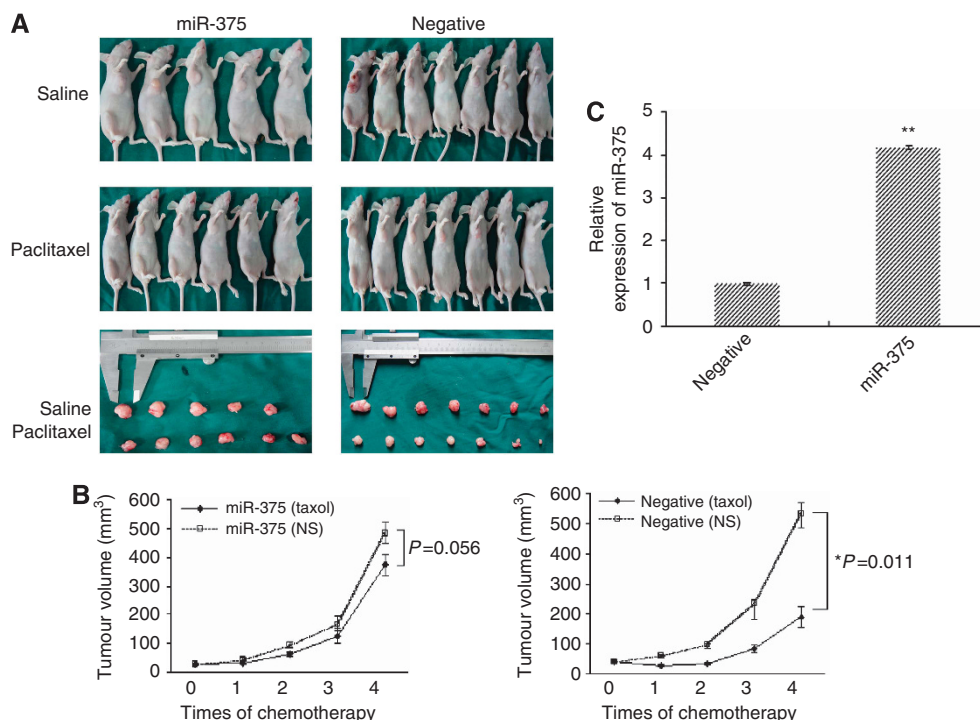 A
miR-375
Negative
Saline
Paclitaxel
Saline
Paclitaxel
B
Tumour volume (mm³)
600
500
400
300
200
100
0
miR-375 (taxol)
miR-375 (NS)
P=0.056
0 1 2 3 4
Times of chemotherapy
Tumour volume (mm³)
600
500
400
300
200
100
0
Negative (taxol)
Negative (NS)
*P=0.011
0 1 2 3 4
Times of chemotherapy
C
Relative
expression of miR-375
5
4
3
2
1
0
**
Negative
miR-375